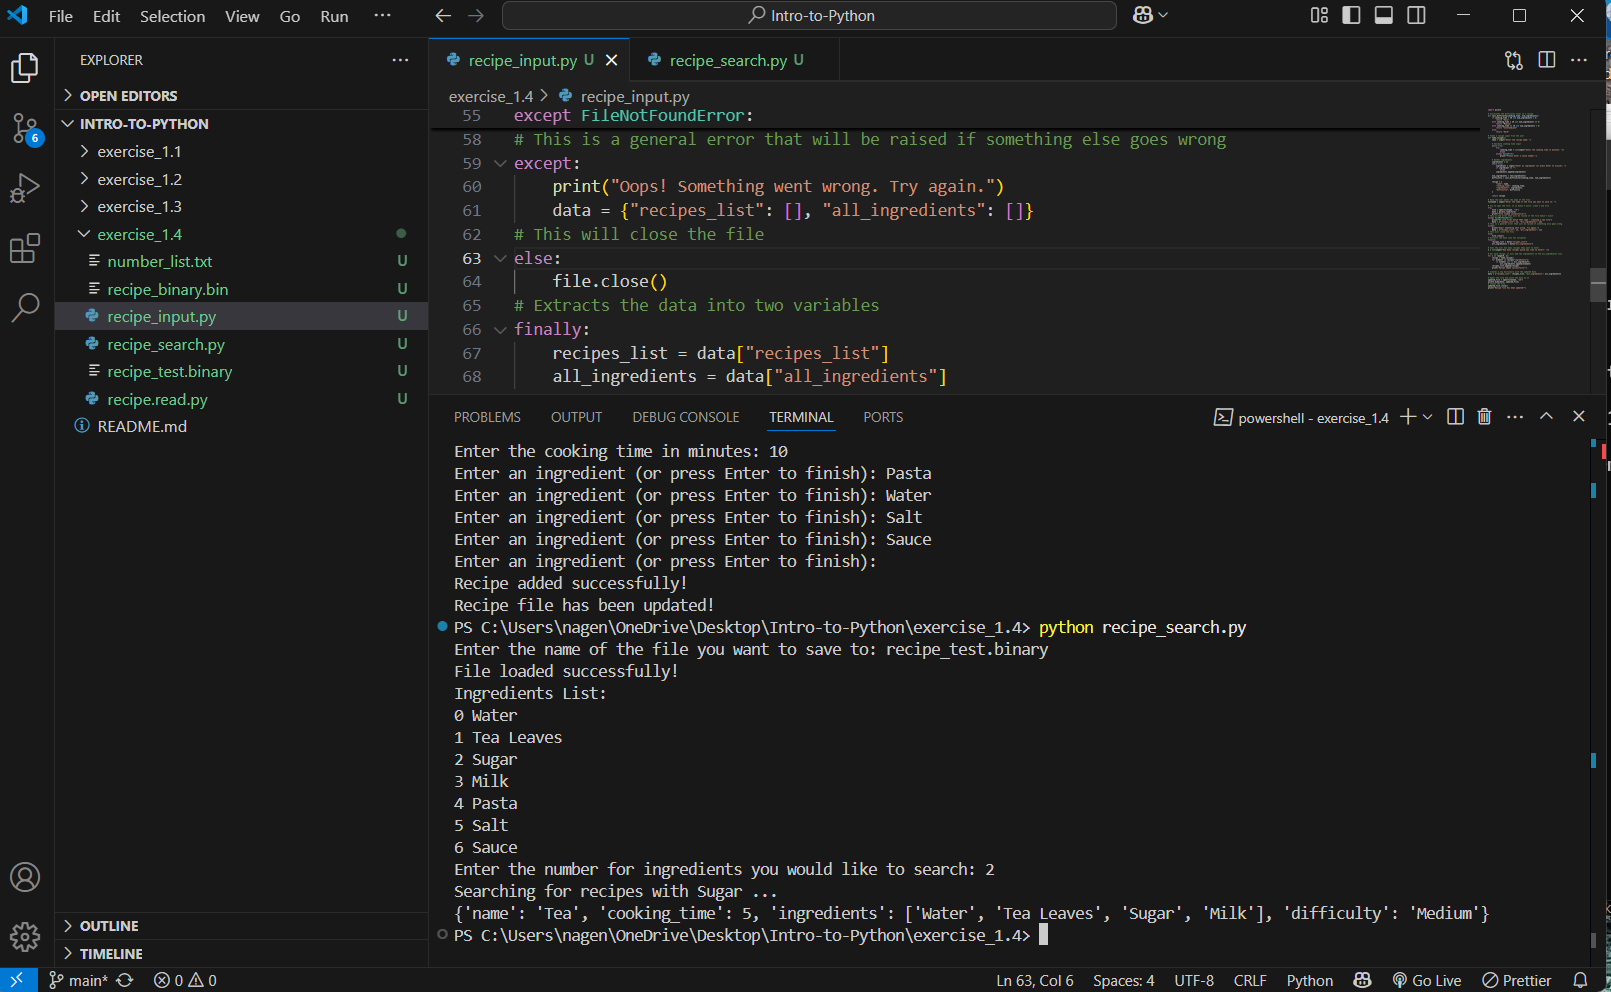 File Edit Selection View Go Run ···
Intro-to-Python
EXPLORER
OPEN EDITORS
INTRO-TO-PYTHON
exercise_1.1
exercise_1.2
exercise_1.3
exercise_1.4
number_list.txt U
recipe_binary.bin U
recipe_input.py U
recipe_search.py U
recipe_test.binary U
recipe.read.py U
README.md
OUTLINE
TIMELINE
6
recipe_input.py U
recipe_search.py U
exercise_1.4 > recipe_input.py
55 except FileNotFoundError:
58 # This is a general error that will be raised if something else goes wrong
59 except:
60 print("Oops! Something went wrong. Try again.")
61 data = {"recipes_list": [], "all_ingredients": []}
62 # This will close the file
63 else:
64 file.close()
65 # Extracts the data into two variables
66 finally:
67 recipes_list = data["recipes_list"]
68 all_ingredients = data["all_ingredients"]
PROBLEMS OUTPUT DEBUG CONSOLE TERMINAL PORTS
powershell - exercise_1.4
Enter the cooking time in minutes: 10
Enter an ingredient (or press Enter to finish): Pasta
Enter an ingredient (or press Enter to finish): Water
Enter an ingredient (or press Enter to finish): Salt
Enter an ingredient (or press Enter to finish): Sauce
Enter an ingredient (or press Enter to finish):
Recipe added successfully!
Recipe file has been updated!
PS C:\Users\nagen\OneDrive\Desktop\Intro-to-Python\exercise_1.4> python recipe_search.py
Enter the name of the file you want to save to: recipe_test.binary
File loaded successfully!
Ingredients List:
0 Water
1 Tea Leaves
2 Sugar
3 Milk
4 Pasta
5 Salt
6 Sauce
Enter the number for ingredients you would like to search: 2
Searching for recipes with Sugar ...
{'name': 'Tea', 'cooking_time': 5, 'ingredients': ['Water', 'Tea Leaves', 'Sugar', 'Milk'], 'difficulty': 'Medium'}
PS C:\Users\nagen\OneDrive\Desktop\Intro-to-Python\exercise_1.4>
main* 0 0 Ln 63, Col 6 Spaces: 4 UTF-8 CRLF Python Go Live Prettier